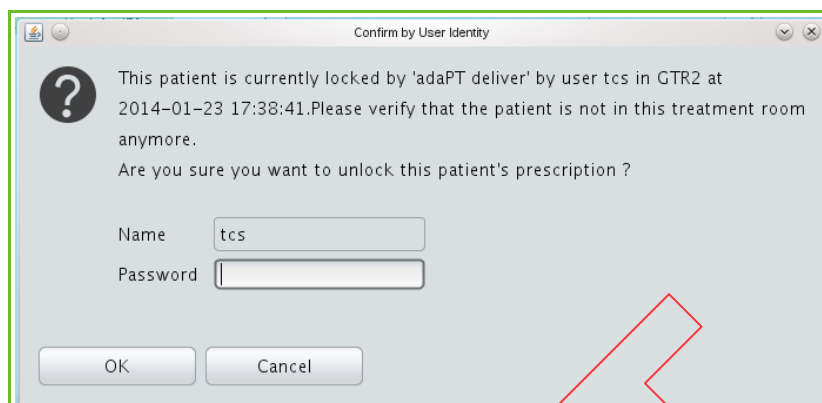 Confirm by User Identity
This patient is currently locked by 'adaPT deliver' by user tcs in GTR2 at
2014-01-23 17:38:41.Please verify that the patient is not in this treatment room
anymore.
Are you sure you want to unlock this patient's prescription ?
Name tcs
Password
OK Cancel